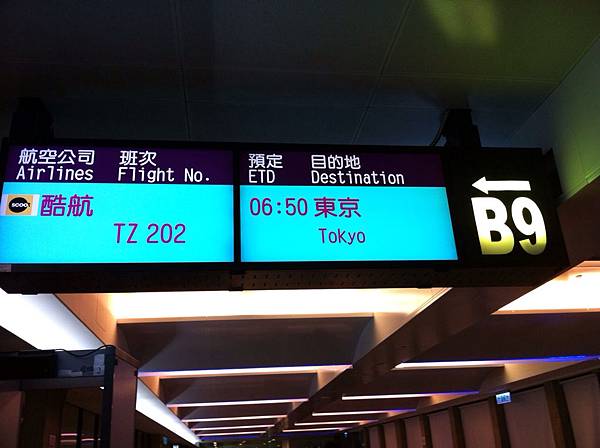 航空公司 班次 預定 目的地
Airlines Flight No. ETD Destination
scoot 酷航 06:50 東京
TZ 202 Tokyo
B9